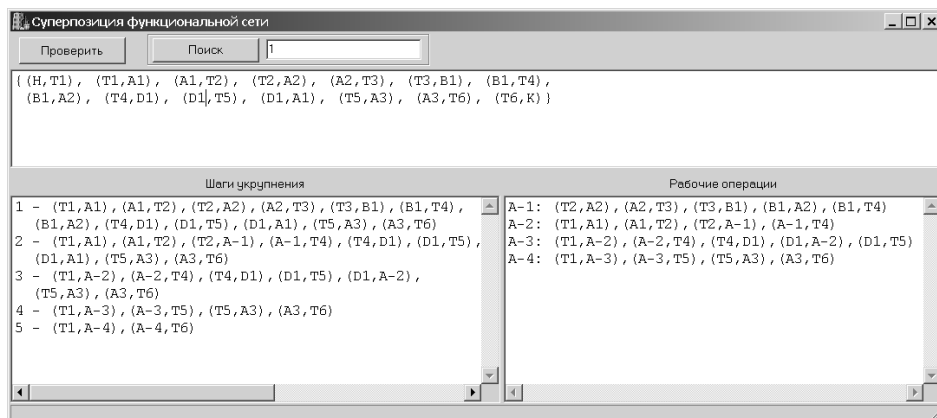 Суперпозиция функциональной сети
Проверить
Поиск
1
{(H,T1), (T1,A1), (A1,T2), (T2,A2), (A2,T3), (T3,B1), (B1,T4),
(B1,A2), (T4,D1), (D1,T5), (D1,A1), (T5,A3), (A3,T6), (T6,K)}
Шаги укрупнения
1 - (T1,A1),(A1,T2),(T2,A2),(A2,T3),(T3,B1),(B1,T4),
(B1,A2),(T4,D1),(D1,T5),(D1,A1),(T5,A3),(A3,T6)
2 - (T1,A1),(A1,T2),(T2,A-1),(A-1,T4),(T4,D1),(D1,T5),
(D1,A1),(T5,A3),(A3,T6)
3 - (T1,A-2),(A-2,T4),(T4,D1),(D1,T5),(D1,A-2),
(T5,A3),(A3,T6)
4 - (T1,A-3),(A-3,T5),(T5,A3),(A3,T6)
5 - (T1,A-4),(A-4,T6)
Рабочие операции
A-1: (T2,A2),(A2,T3),(T3,B1),(B1,A2),(B1,T4)
A-2: (T1,A1),(A1,T2),(T2,A-1),(A-1,T4)
A-3: (T1,A-2),(A-2,T4),(T4,D1),(D1,A-2),(D1,T5)
A-4: (T1,A-3),(A-3,T5),(T5,A3),(A3,T6)